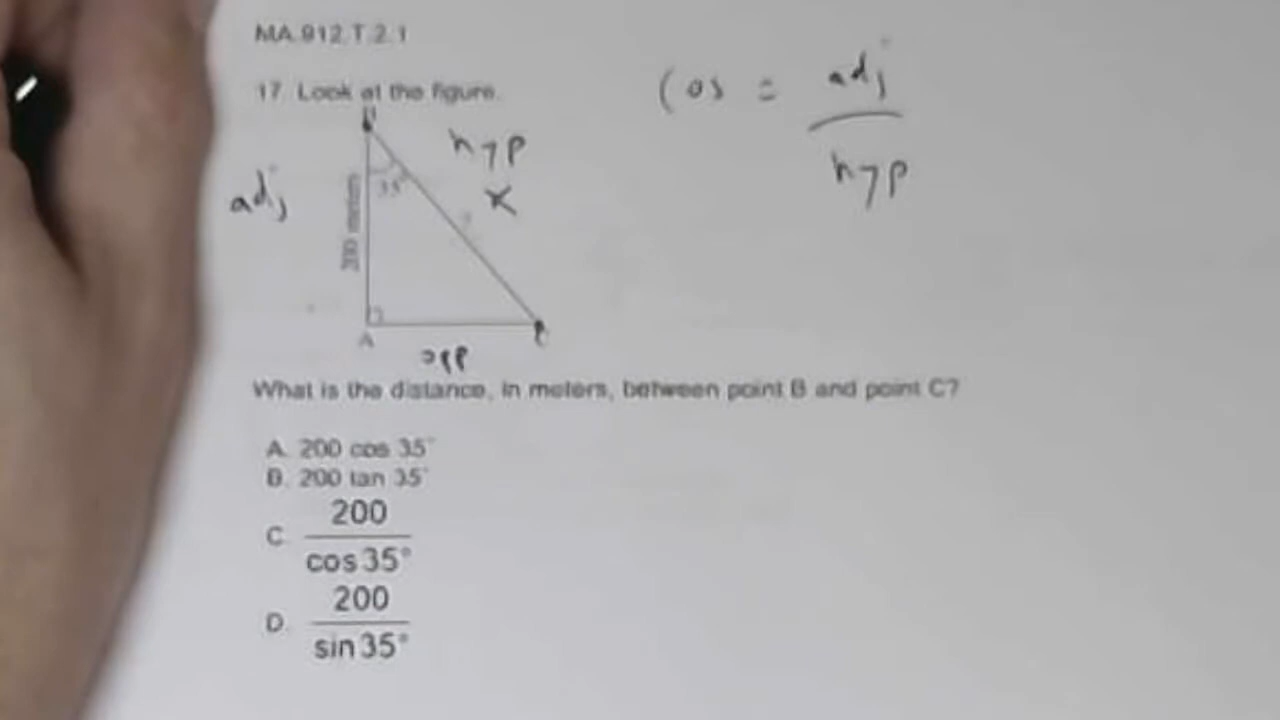 MA.912.T.2.1
17. Look at the figure.
cos = adj
hyp
hyp
adj
x
35°
200 meters
?
A
opp
What is the distance, in meters, between point B and point C?
A. 200 cos 35°
B. 200 tan 35°
C. 200
cos 35°
D. 200
sin 35°